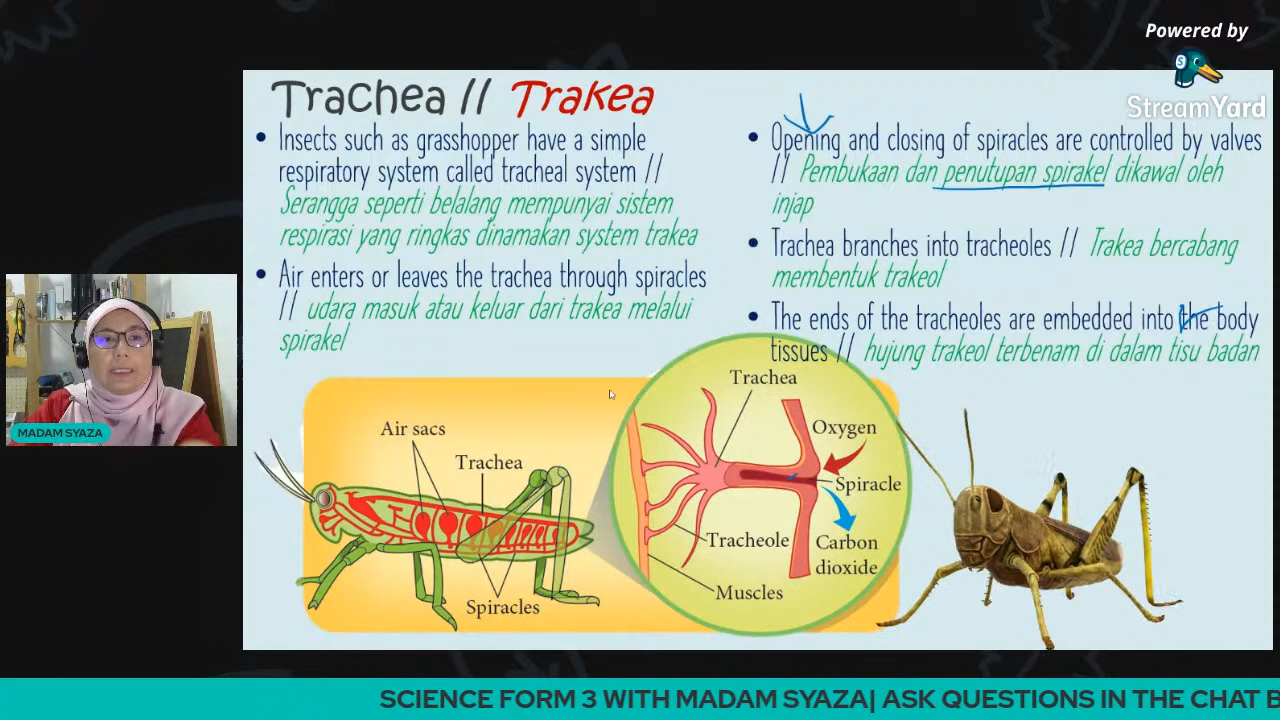 Powered by
StreamYard
Trachea // Trakea
• Insects such as grasshopper have a simple
respiratory system called tracheal system //
Serangga seperti belalang mempunyai sistem
respirasi yang ringkas dinamakan system trakea
• Air enters or leaves the trachea through spiracles
// udara masuk atau keluar dari trakea melalui
spirakel
• Opening and closing of spiracles are controlled by valves
// Pembukaan dan penutupan spirakel dikawal oleh
injap
• Trachea branches into tracheoles // Trakea bercabang
membentuk trakeol
• The ends of the tracheoles are embedded into the body
tissues // hujung trakeol terbenam di dalam tisu badan
Air sacs
Trachea
Spiracles
Trachea
Oxygen
Spiracle
Tracheole
Carbon
dioxide
Muscles
MADAM SYAZA
SCIENCE FORM 3 WITH MADAM SYAZA| ASK QUESTIONS IN THE CHAT B